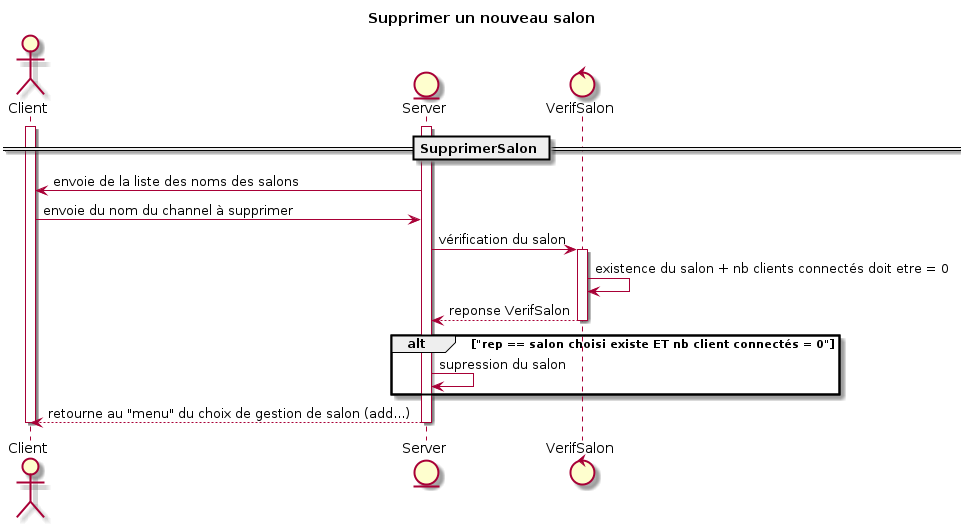 Supprimer un nouveau salon
Client
Server
VerifSalon
SupprimerSalon
envoie de la liste des noms des salons
envoie du nom du channel à supprimer
vérification du salon
existence du salon + nb clients connectés doit etre = 0
reponse VerifSalon
alt ["rep == salon choisi existe ET nb client connectés = 0"]
supression du salon
retourne au "menu" du choix de gestion de salon (add...)
Client
Server
VerifSalon